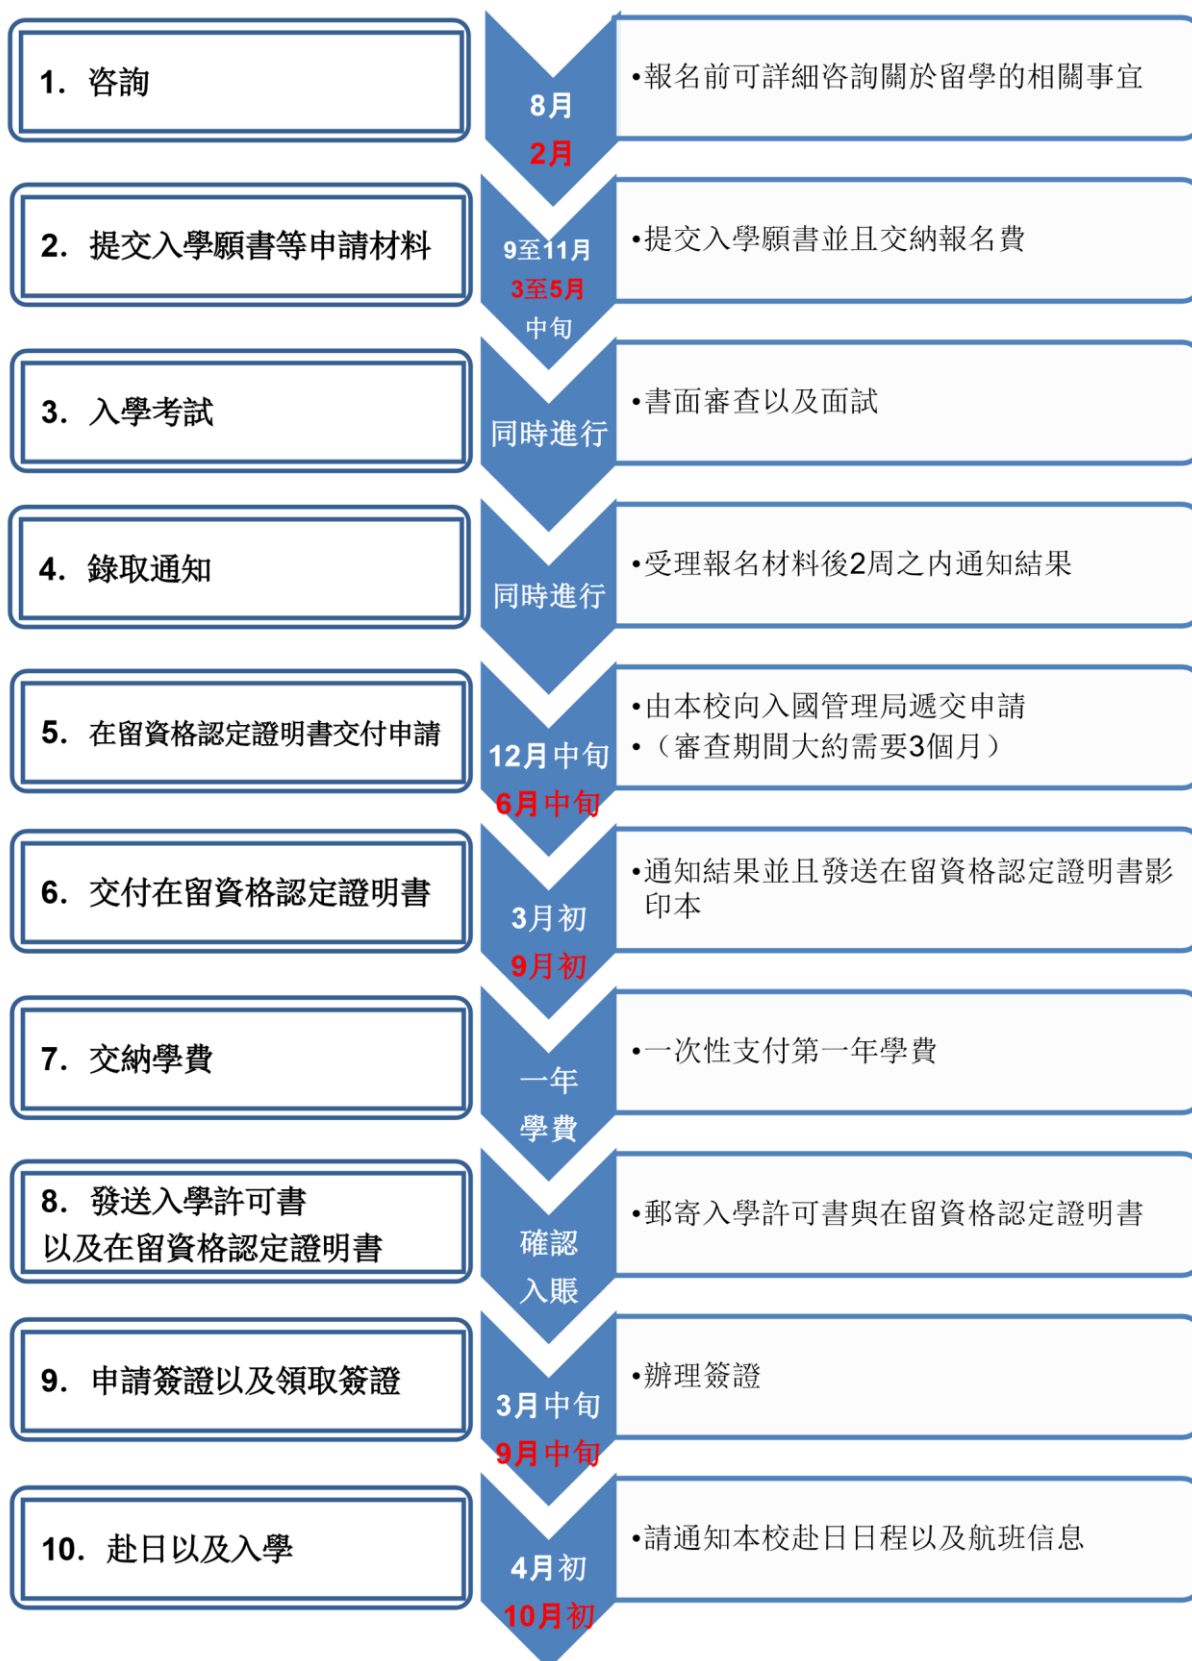 1. 咨詢
8月
2月
•報名前可詳細咨詢關於留學的相關事宜
2. 提交入學願書等申請材料
9至11月
3至5月
中旬
•提交入學願書並且交納報名費
3. 入學考試
同時進行
•書面審查以及面試
4. 錄取通知
同時進行
•受理報名材料後2周之内通知結果
5. 在留資格認定證明書交付申請
12月中旬
6月中旬
•由本校向入國管理局遞交申請
•（審查期間大約需要3個月）
6. 交付在留資格認定證明書
3月初
9月初
•通知結果並且發送在留資格認定證明書影
印本
7. 交納學費
一年
學費
•一次性支付第一年學費
8. 發送入學許可書
以及在留資格認定證明書
確認
入賬
•郵寄入學許可書與在留資格認定證明書
9. 申請簽證以及領取簽證
3月中旬
9月中旬
•辦理簽證
10. 赴日以及入學
4月初
10月初
•請通知本校赴日日程以及航班信息